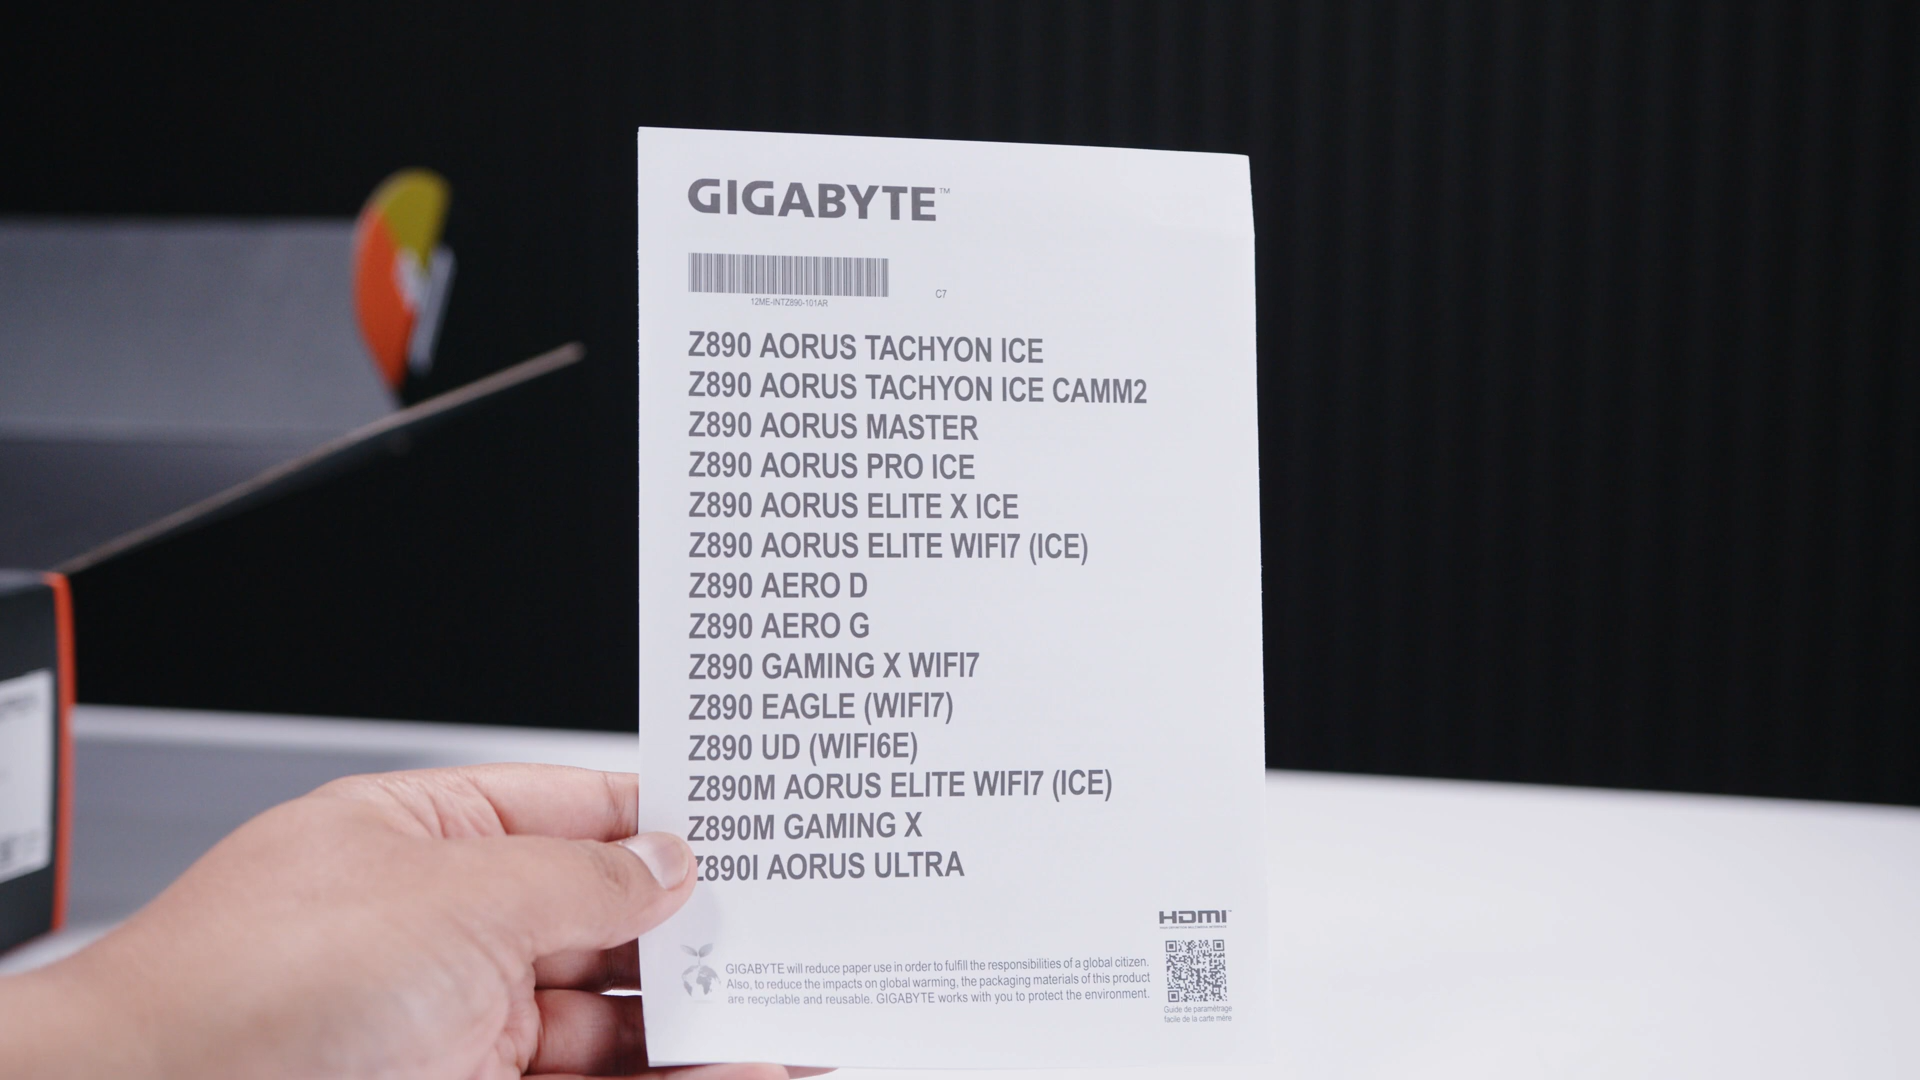 GIGABYTE™
12ME-INTZ890-101AR
C7
Z890 AORUS TACHYON ICE
Z890 AORUS TACHYON ICE CAMM2
Z890 AORUS MASTER
Z890 AORUS PRO ICE
Z890 AORUS ELITE X ICE
Z890 AORUS ELITE WIFI7 (ICE)
Z890 AERO D
Z890 AERO G
Z890 GAMING X WIFI7
Z890 EAGLE (WIFI7)
Z890 UD (WIFI6E)
Z890M AORUS ELITE WIFI7 (ICE)
Z890M GAMING X
Z890I AORUS ULTRA
HDMI
GIGABYTE will reduce paper use in order to fulfill the responsibilities of a global citizen.
Also, to reduce the impacts on global warming, the packaging materials of this product
are recyclable and reusable. GIGABYTE works with you to protect the environment.
Guide de paramétrage
facile de la carte mère